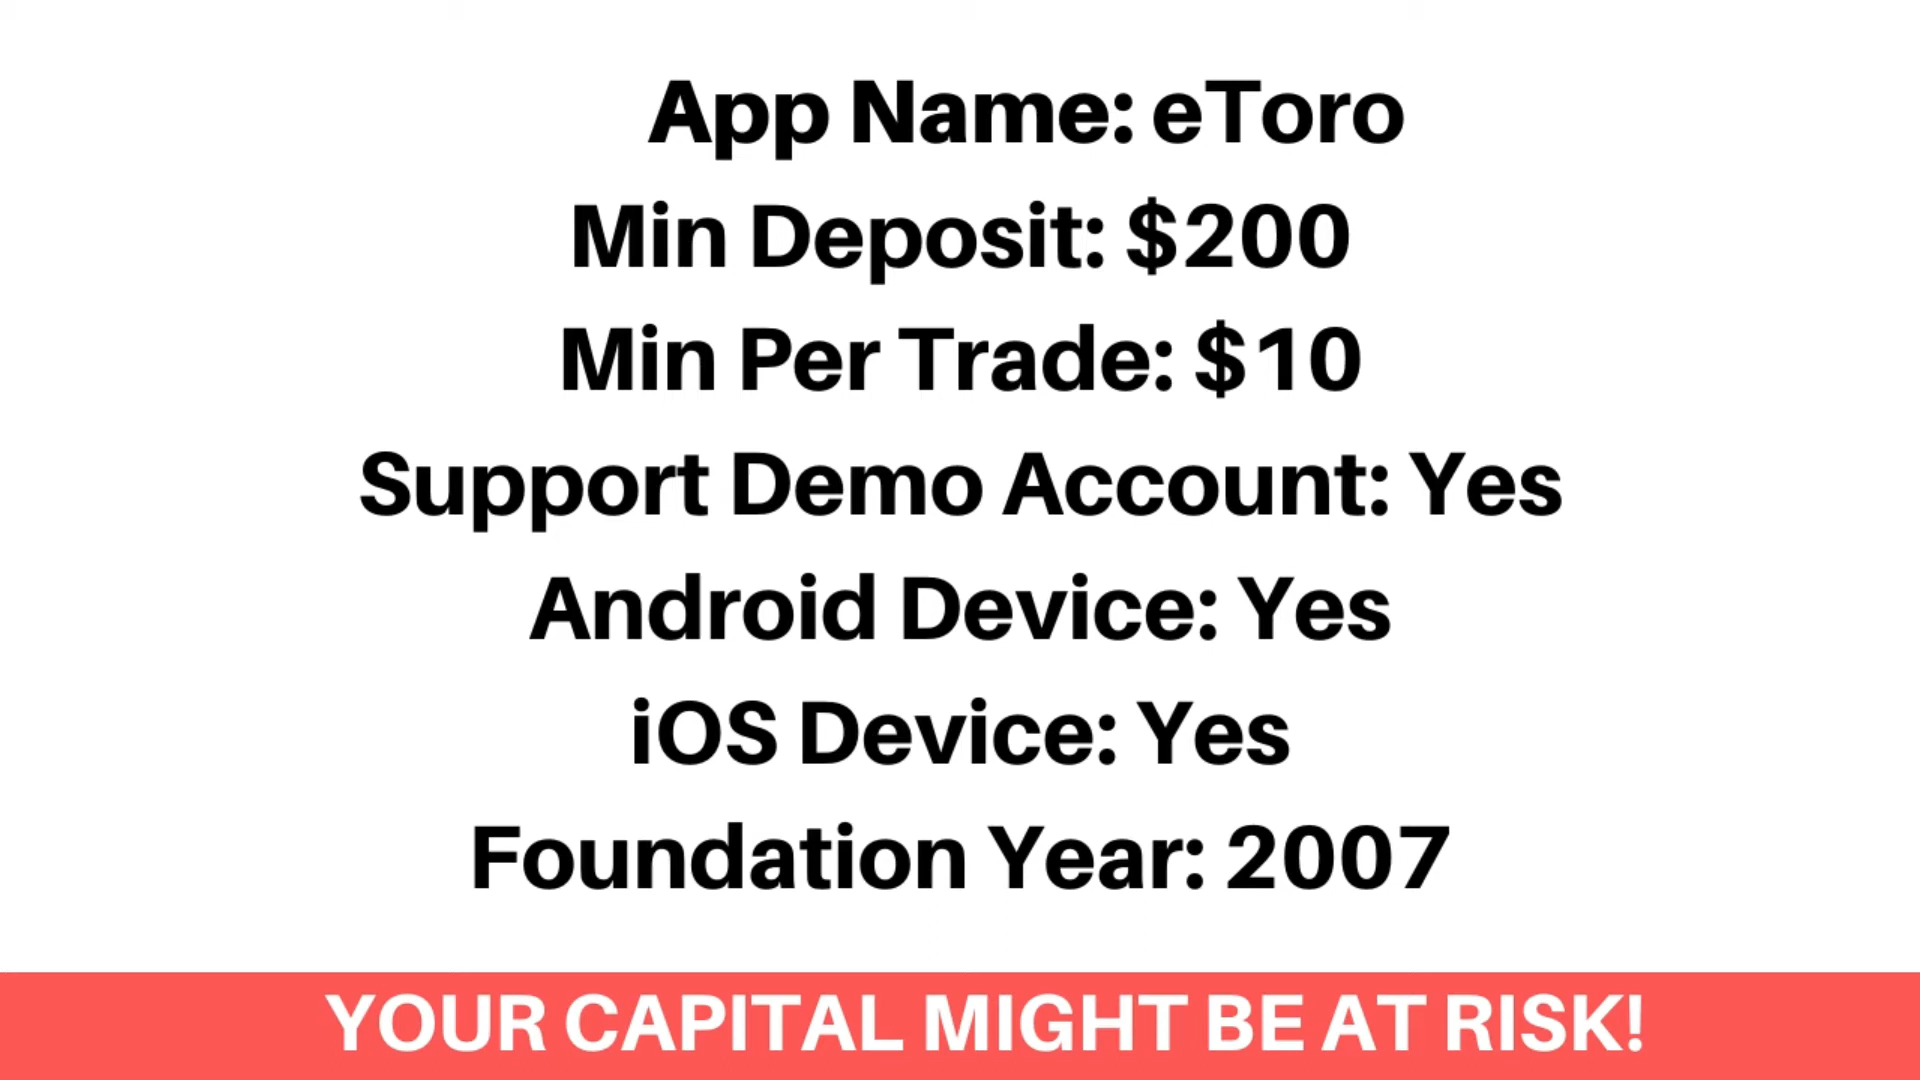 App Name: eToro
Min Deposit: $200
Min Per Trade: $10
Support Demo Account: Yes
Android Device: Yes
iOS Device: Yes
Foundation Year: 2007
YOUR CAPITAL MIGHT BE AT RISK!